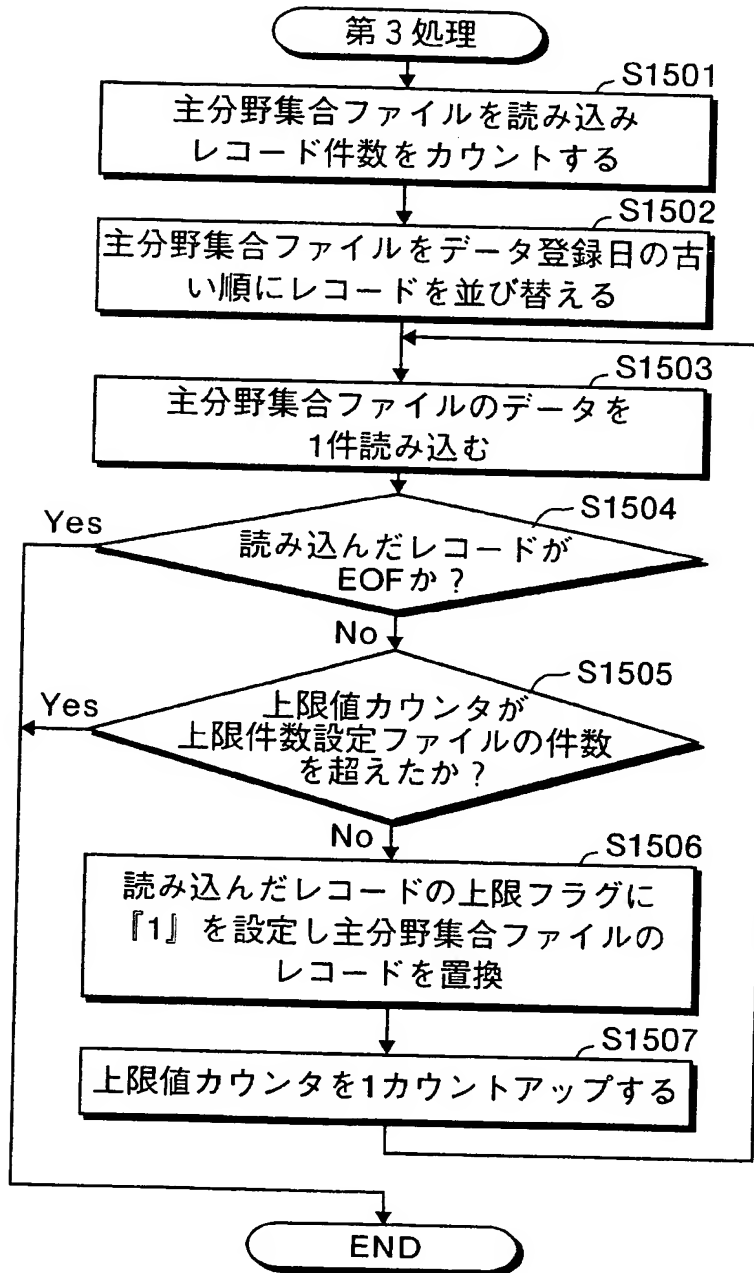 第3処理
S1501
主分野集合ファイルを読み込み
レコード件数をカウントする
S1502
主分野集合ファイルをデータ登録日の古
い順にレコードを並び替える
S1503
主分野集合ファイルのデータを
1件読み込む
S1504
Yes
読み込んだレコードが
EOFか?
No
S1505
Yes
上限値カウンタが
上限件数設定ファイルの件数
を超えたか?
No
S1506
読み込んだレコードの上限フラグに
『1』を設定し主分野集合ファイルの
レコードを置換
S1507
上限値カウンタを1カウントアップする
END